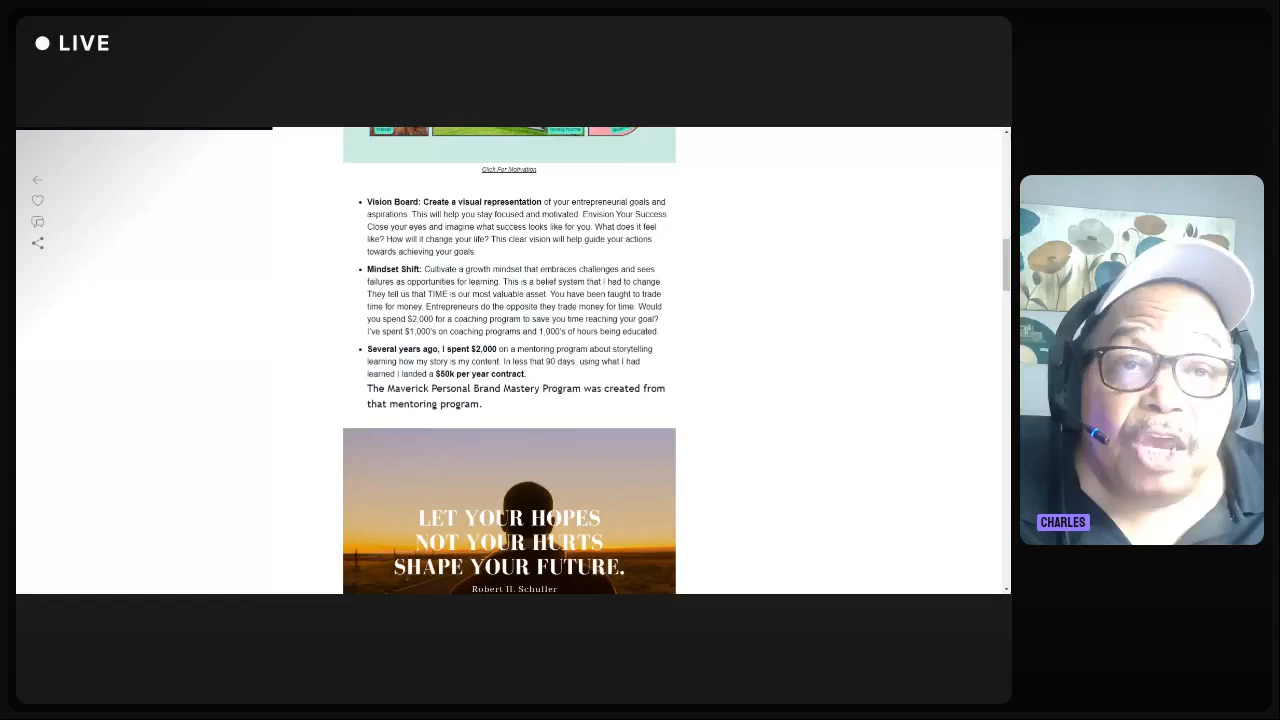 LIVE
travel
lovely home
Click For Motivation
Vision Board: Create a visual representation of your entrepreneurial goals and
aspirations. This will help you stay focused and motivated. Envision Your Success
Close your eyes and imagine what success looks like for you. What does it feel
like? How will it change your life? This clear vision will help guide your actions
towards achieving your goals.
Mindset Shift: Cultivate a growth mindset that embraces challenges and sees
failures as opportunities for learning. This is a belief system that I had to change.
They tell us that TIME is our most valuable asset. You have been taught to trade
time for money. Entrepreneurs do the opposite they trade money for time. Would
you spend $2,000 for a coaching program to save you time reaching your goal?
I've spent $1,000's on coaching programs and 1,000's of hours being educated.
Several years ago, I spent $2,000 on a mentoring program about storytelling
learning how my story is my content. In less that 90 days, using what I had
learned I landed a $50k per year contract.
The Maverick Personal Brand Mastery Program was created from
that mentoring program.
LET YOUR HOPES
NOT YOUR HURTS
SHAPE YOUR FUTURE.
Robert H. Schuller
CHARLES